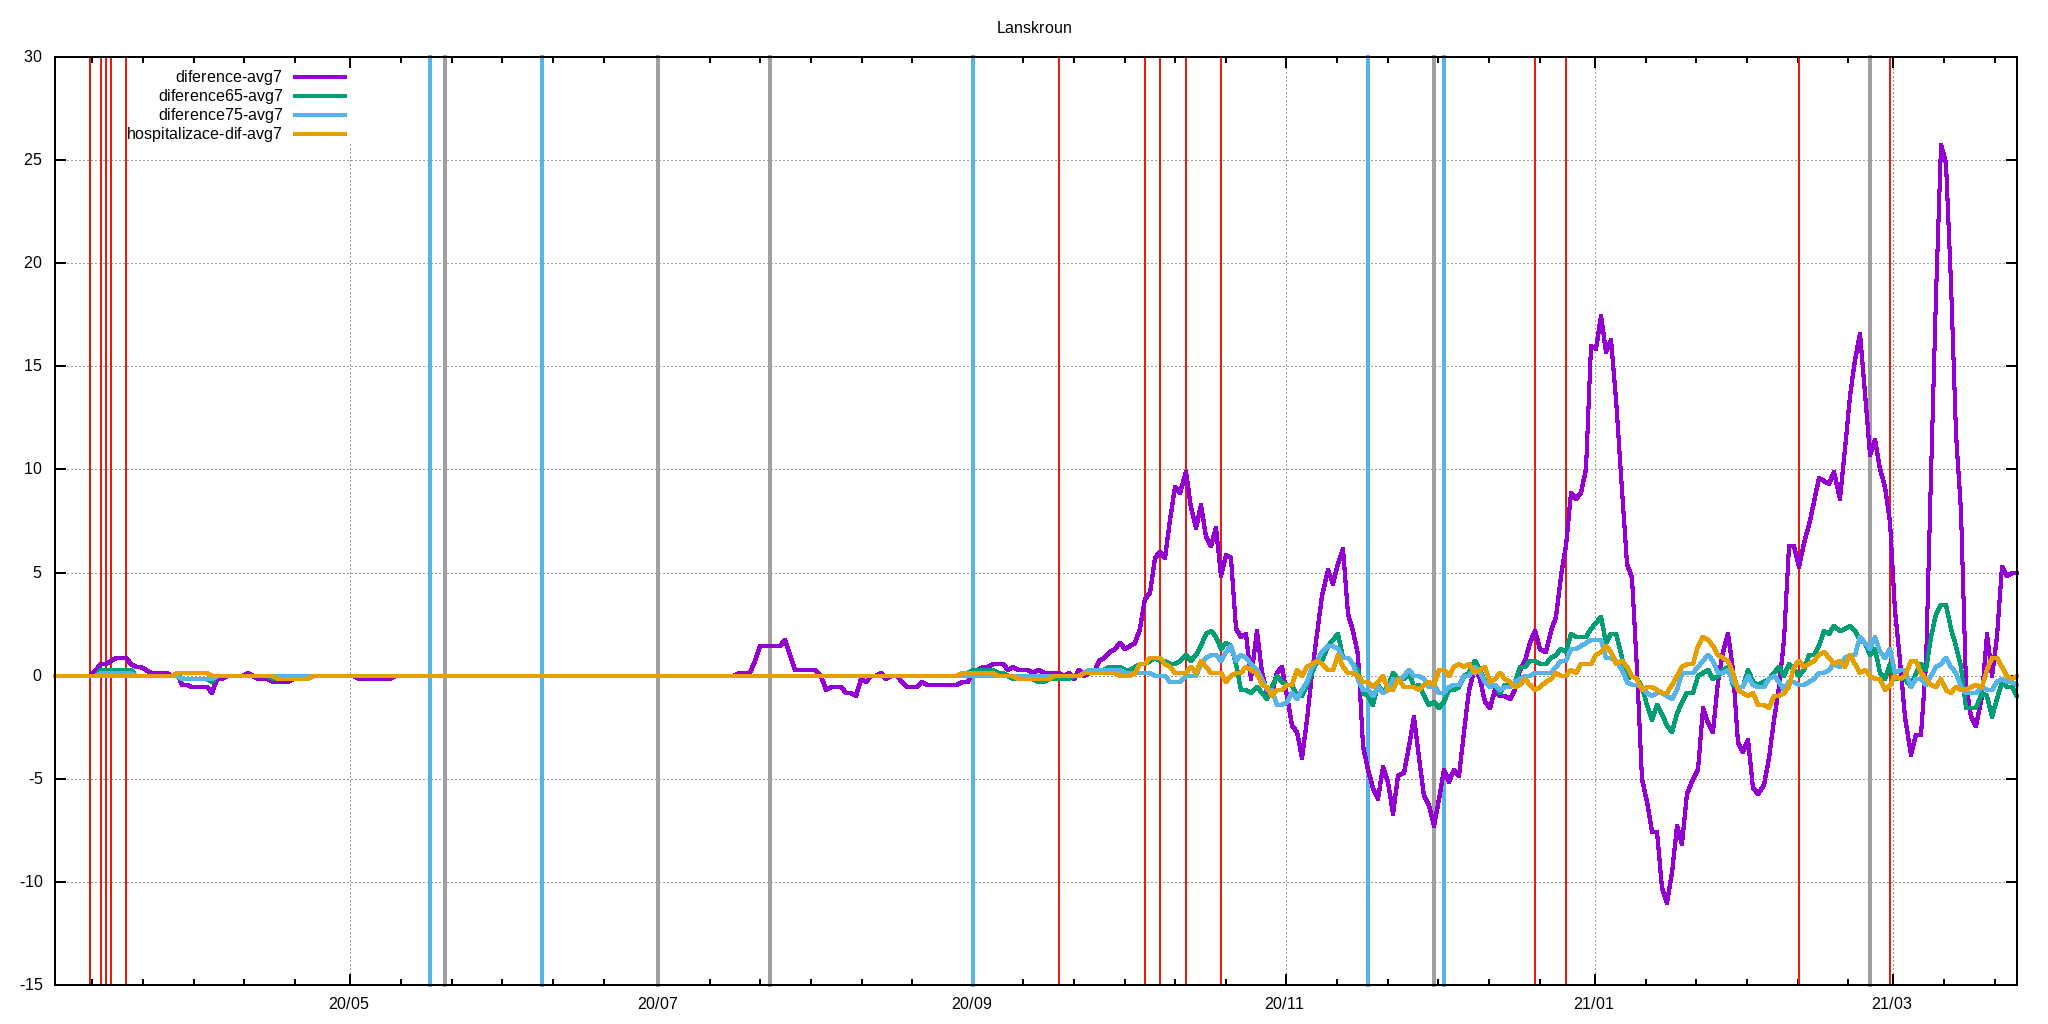 Lanskroun
30
25
20
15
10
5
0
-5
-10
-15
diference-avg7
diference65-avg7
diference75-avg7
hospitalizace-dif-avg7
20/05 20/07 20/09 20/11 21/01 21/03